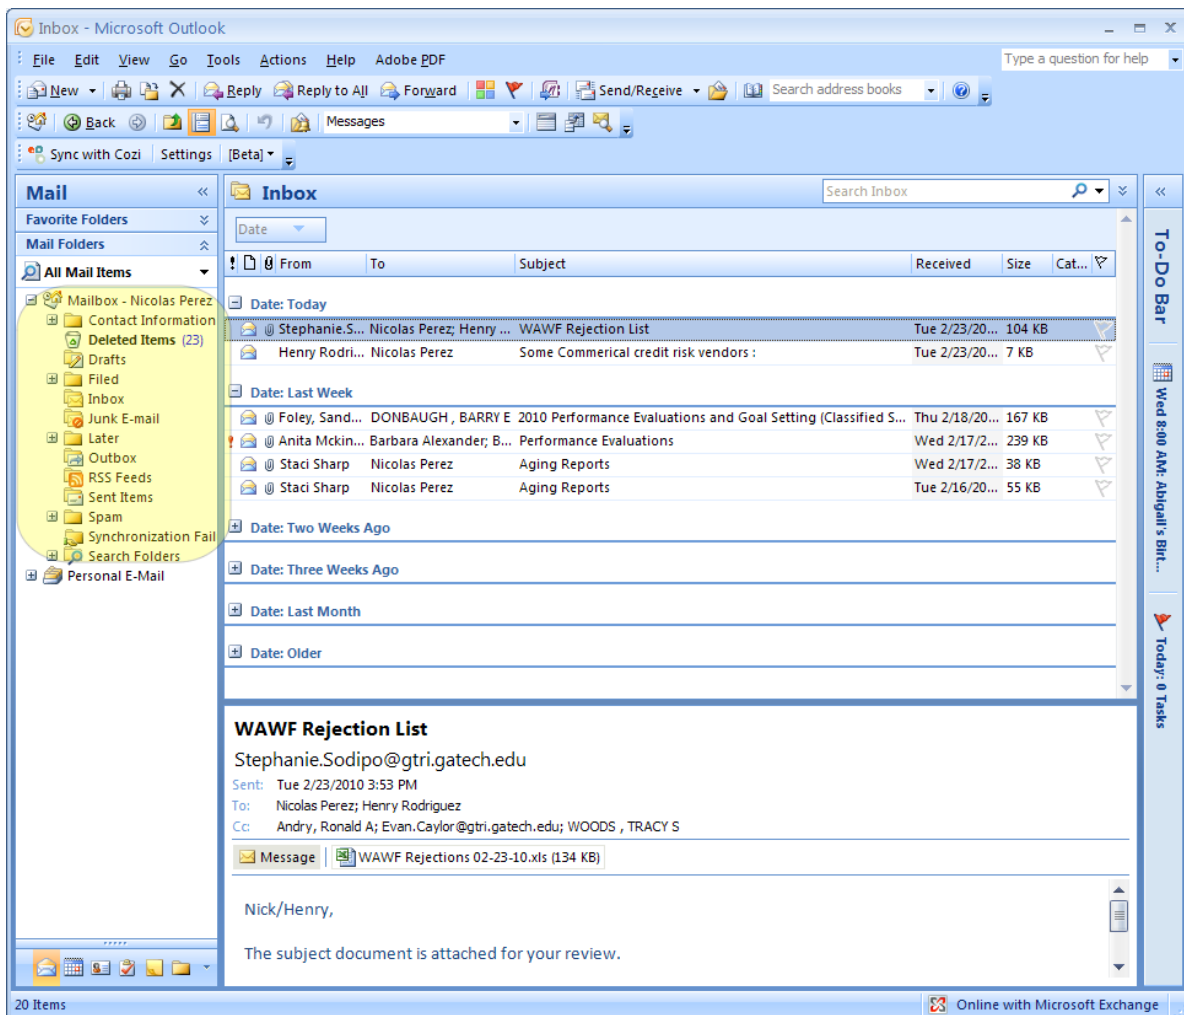 Inbox - Microsoft Outlook
File Edit View Go Tools Actions Help Adobe PDF Type a question for help
New Reply Reply to All Forward Send/Receive Search address books
Back Messages
Sync with Cozi Settings [Beta]
Mail
Favorite Folders
Mail Folders
All Mail Items
Mailbox - Nicolas Perez
Contact Information
Deleted Items (23)
Drafts
Filed
Inbox
Junk E-mail
Later
Outbox
RSS Feeds
Sent Items
Spam
Synchronization Fail
Search Folders
Personal E-Mail
Inbox Search Inbox
Date
From To Subject Received Size Cat...
Date: Today
Stephanie.S... Nicolas Perez; Henry ... WAWF Rejection List Tue 2/23/20... 104 KB
Henry Rodri... Nicolas Perez Some Commerical credit risk vendors : Tue 2/23/20... 7 KB
Date: Last Week
Foley, Sand... DONBAUGH , BARRY E 2010 Performance Evaluations and Goal Setting (Classified S... Thu 2/18/20... 167 KB
Anita Mckin... Barbara Alexander; B... Performance Evaluations Wed 2/17/2... 239 KB
Staci Sharp Nicolas Perez Aging Reports Wed 2/17/2... 38 KB
Staci Sharp Nicolas Perez Aging Reports Tue 2/16/20... 55 KB
Date: Two Weeks Ago
Date: Three Weeks Ago
Date: Last Month
Date: Older
WAWF Rejection List
Stephanie.Sodipo@gtri.gatech.edu
Sent: Tue 2/23/2010 3:53 PM
To: Nicolas Perez; Henry Rodriguez
Cc: Andry, Ronald A; Evan.Caylor@gtri.gatech.edu; WOODS , TRACY S
Message WAWF Rejections 02-23-10.xls (134 KB)
Nick/Henry,
The subject document is attached for your review.
To-Do Bar
Wed 8:00 AM: Abigail's Birt...
Today: 0 Tasks
20 Items Online with Microsoft Exchange